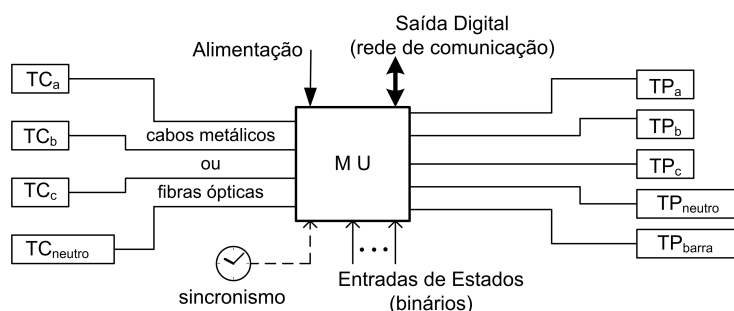 Saída Digital
(rede de comunicação)
Alimentação
TCa
TCb
TCc
TCneutro
cabos metálicos
ou
fibras ópticas
M U
TPa
TPb
TPc
TPneutro
TPbarra
sincronismo
Entradas de Estados
(binários)